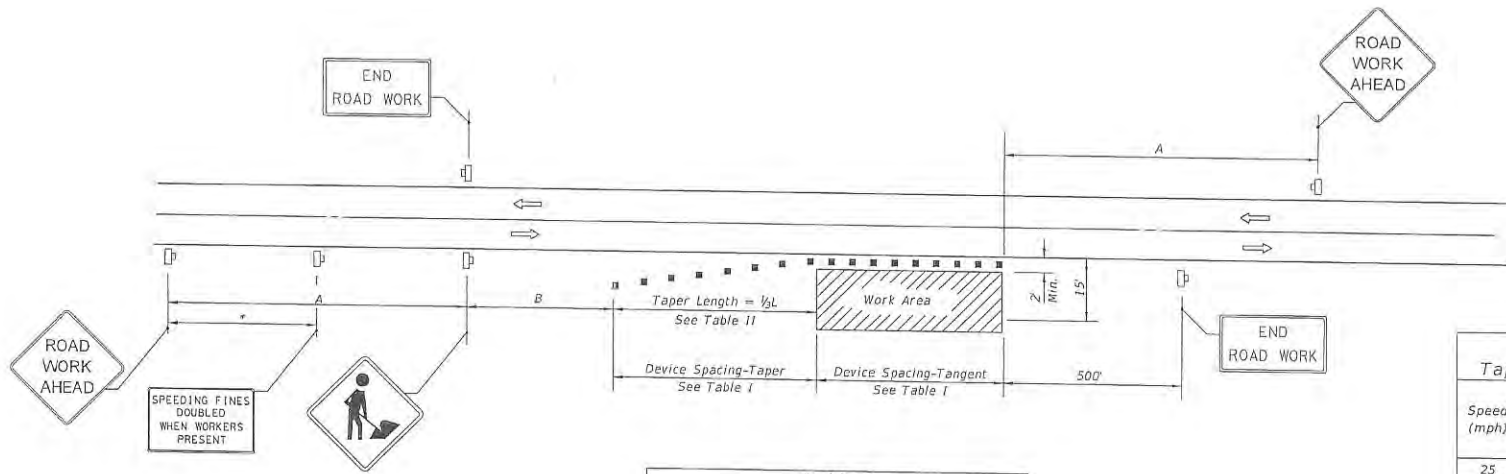 ROAD
WORK
AHEAD
END
ROAD WORK
A
A
B
*
Taper Length = ⅓L
See Table II
Work Area
2'
Min.
15'
Device Spacing-Taper
See Table I
Device Spacing-Tangent
See Table I
500'
ROAD
WORK
AHEAD
SPEEDING FINES
DOUBLED
WHEN WORKERS
PRESENT
END
ROAD WORK
Speed
(mph)
25